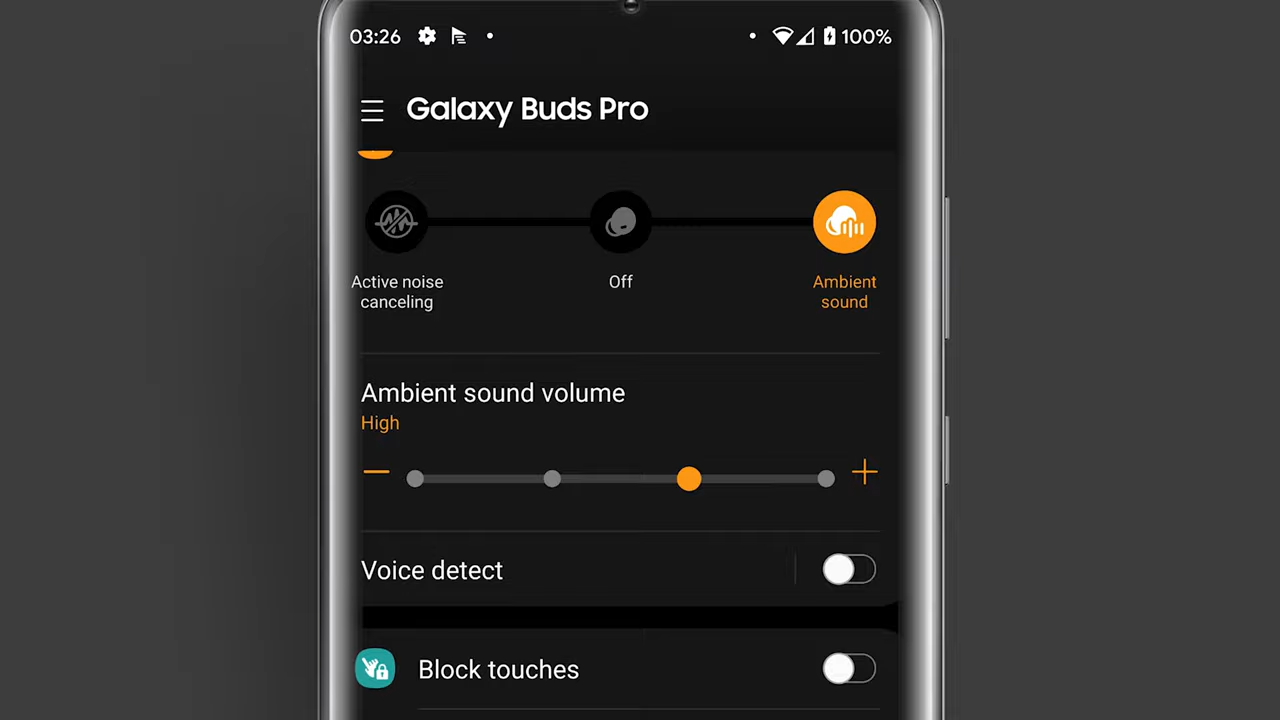 03:26
100%
Galaxy Buds Pro
Active noise
canceling
Off
Ambient
sound
Ambient sound volume
High
Voice detect
Block touches